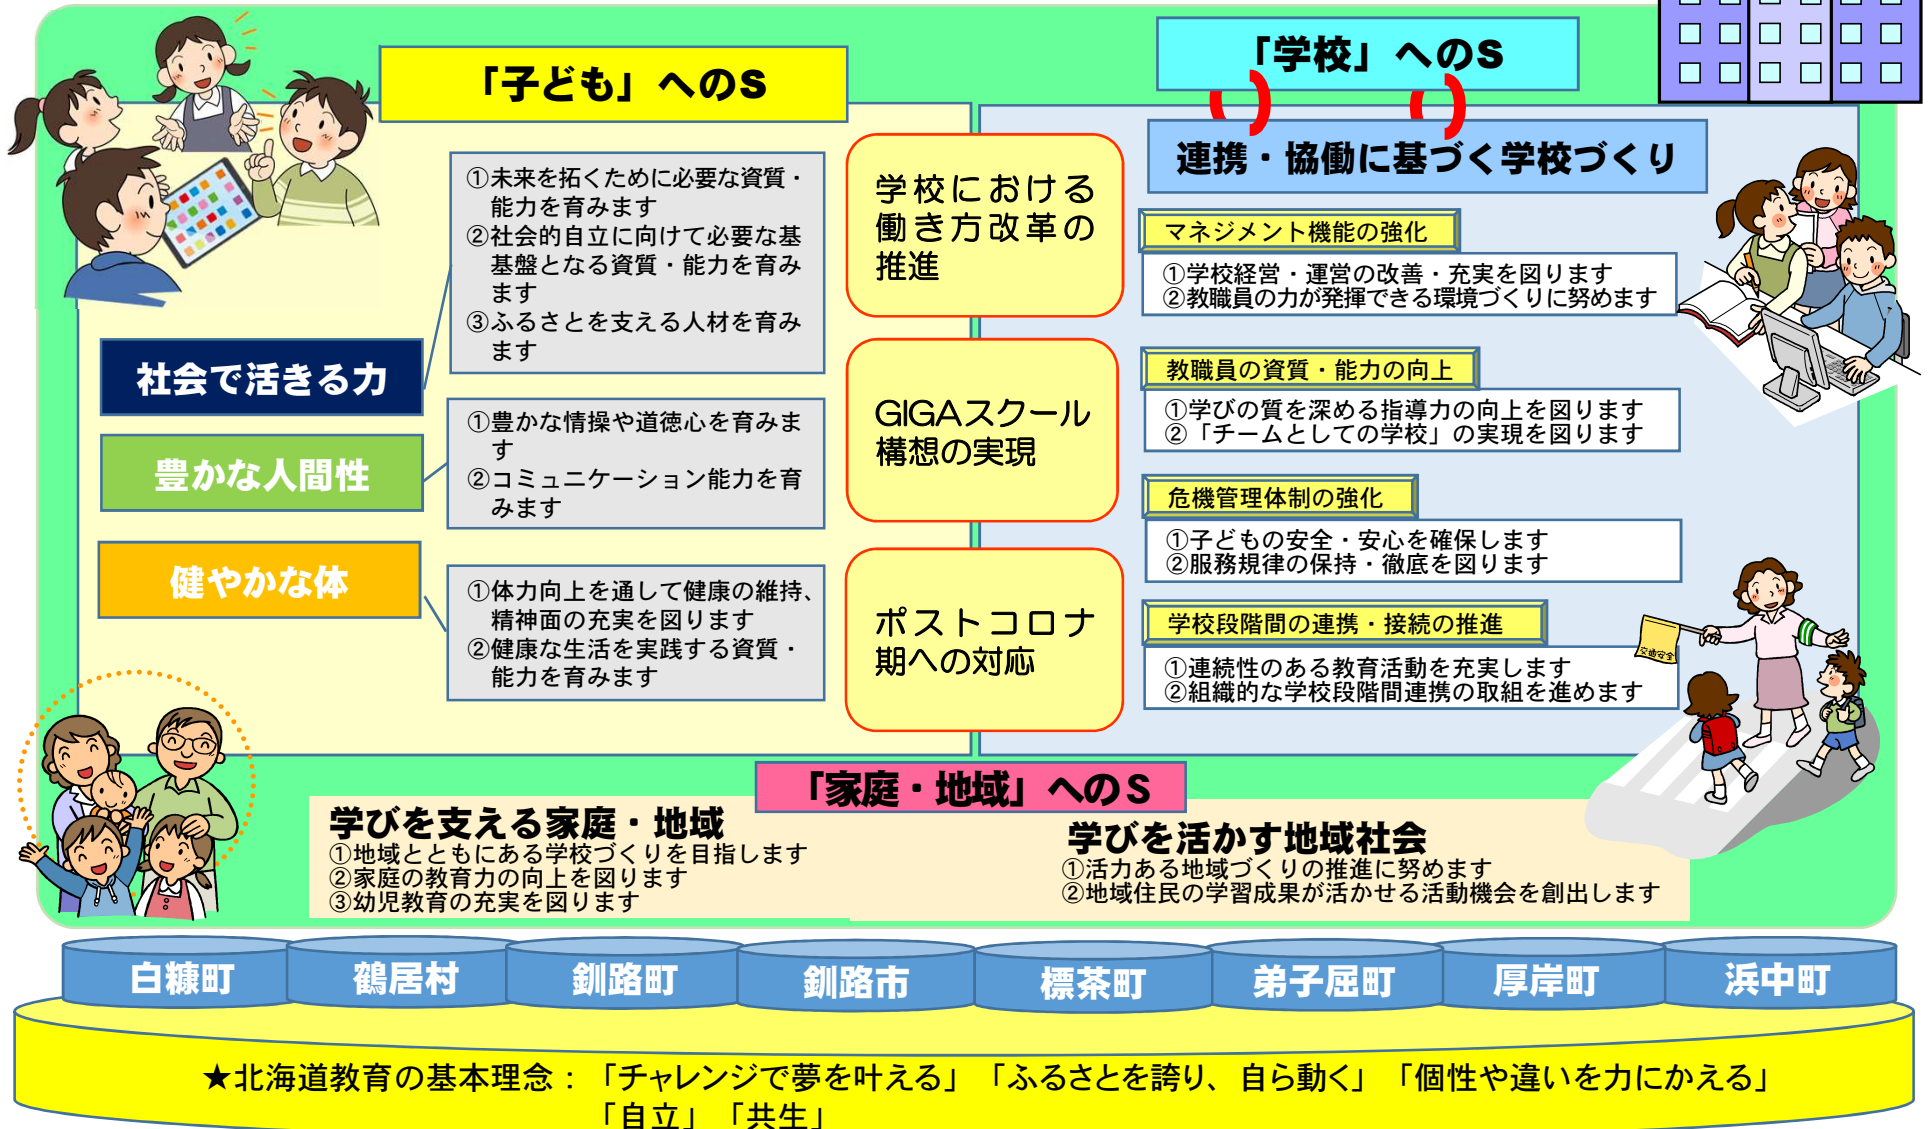 「子ども」へのS
①未来を拓くために必要な資質・
能力を育みます
②社会的自立に向けて必要な基
基盤となる資質・能力を育み
ます
③ふるさとを支える人材を育み
ます
社会で活きる力
①豊かな情操や道徳心を育みま
す
②コミュニケーション能力を育
みます
豊かな人間性
①体力向上を通して健康の維持、
精神面の充実を図ります
②健康な生活を実践する資質・
能力を育みます
健やかな体
学校における
働き方改革の
推進
GIGAスクール
構想の実現
ポストコロナ
期への対応
「学校」へのS
連携・協働に基づく学校づくり
マネジメント機能の強化
①学校経営・運営の改善・充実を図ります
②教職員の力が発揮できる環境づくりに努めます
教職員の資質・能力の向上
①学びの質を深める指導力の向上を図ります
②「チームとしての学校」の実現を図ります
危機管理体制の強化
①子どもの安全・安心を確保します
②服務規律の保持・徹底を図ります
学校段階間の連携・接続の推進
①連続性のある教育活動を充実します
②組織的な学校段階間連携の取組を進めます
交通安全
「家庭・地域」へのS
学びを支える家庭・地域
①地域とともにある学校づくりを目指します
②家庭の教育力の向上を図ります
③幼児教育の充実を図ります
学びを活かす地域社会
①活力ある地域づくりの推進に努めます
②地域住民の学習成果が活かせる活動機会を創出します
白糠町
鶴居村
釧路町
釧路市
標茶町
弟子屈町
厚岸町
浜中町
★北海道教育の基本理念：「チャレンジで夢を叶える」「ふるさとを誇り、自ら動く」「個性や違いを力にかえる」
「自立」「共生」